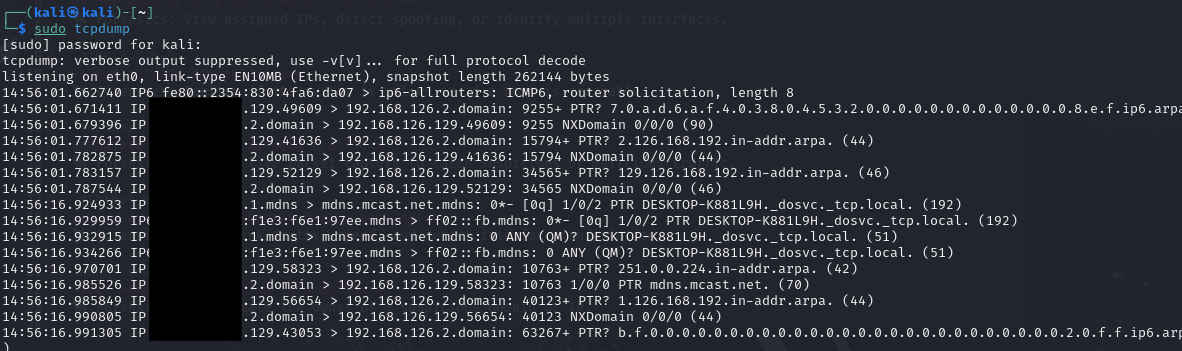 sics: View assigned IPs, detect spoofing, or identify multiple interfaces.
┌──(kali㉿kali)-[~]
└─$ sudo tcpdump
[sudo] password for kali:
tcpdump: verbose output suppressed, use -v[v]... for full protocol decode
listening on eth0, link-type EN10MB (Ethernet), snapshot length 262144 bytes
14:56:01.662740 IP6 fe80::2354:830:4fa6:da07 > ip6-allrouters: ICMP6, router solicitation, length 8
14:56:01.671411 IP .129.49609 > 192.168.126.2.domain: 9255+ PTR? 7.0.a.d.6.a.f.4.0.3.8.0.4.5.3.2.0.0.0.0.0.0.0.0.0.0.0.0.0.8.e.f.ip6.arpa
14:56:01.679396 IP .2.domain > 192.168.126.129.49609: 9255 NXDomain 0/0/0 (90)
14:56:01.777612 IP .129.41636 > 192.168.126.2.domain: 15794+ PTR? 2.126.168.192.in-addr.arpa. (44)
14:56:01.782875 IP .2.domain > 192.168.126.129.41636: 15794 NXDomain 0/0/0 (44)
14:56:01.783157 IP .129.52129 > 192.168.126.2.domain: 34565+ PTR? 129.126.168.192.in-addr.arpa. (46)
14:56:01.787544 IP .2.domain > 192.168.126.129.52129: 34565 NXDomain 0/0/0 (46)
14:56:16.924933 IP .1.mdns > mdns.mcast.net.mdns: 0*- [0q] 1/0/2 PTR DESKTOP-K881L9H._dosvc._tcp.local. (192)
14:56:16.929959 IP6 :f1e3:f6e1:97ee.mdns > ff02::fb.mdns: 0*- [0q] 1/0/2 PTR DESKTOP-K881L9H._dosvc._tcp.local. (192)
14:56:16.932915 IP .1.mdns > mdns.mcast.net.mdns: 0 ANY (QM)? DESKTOP-K881L9H._dosvc._tcp.local. (51)
14:56:16.934266 IP6 :f1e3:f6e1:97ee.mdns > ff02::fb.mdns: 0 ANY (QM)? DESKTOP-K881L9H._dosvc._tcp.local. (51)
14:56:16.970701 IP .129.58323 > 192.168.126.2.domain: 10763+ PTR? 251.0.0.224.in-addr.arpa. (42)
14:56:16.985526 IP .2.domain > 192.168.126.129.58323: 10763 1/0/0 PTR mdns.mcast.net. (70)
14:56:16.985849 IP .129.56654 > 192.168.126.2.domain: 40123+ PTR? 1.126.168.192.in-addr.arpa. (44)
14:56:16.990805 IP .2.domain > 192.168.126.129.56654: 40123 NXDomain 0/0/0 (44)
14:56:16.991305 IP .129.43053 > 192.168.126.2.domain: 63267+ PTR? b.f.0.0.0.0.0.0.0.0.0.0.0.0.0.0.0.0.0.0.0.0.0.0.0.0.0.0.2.0.f.f.ip6.arp
)